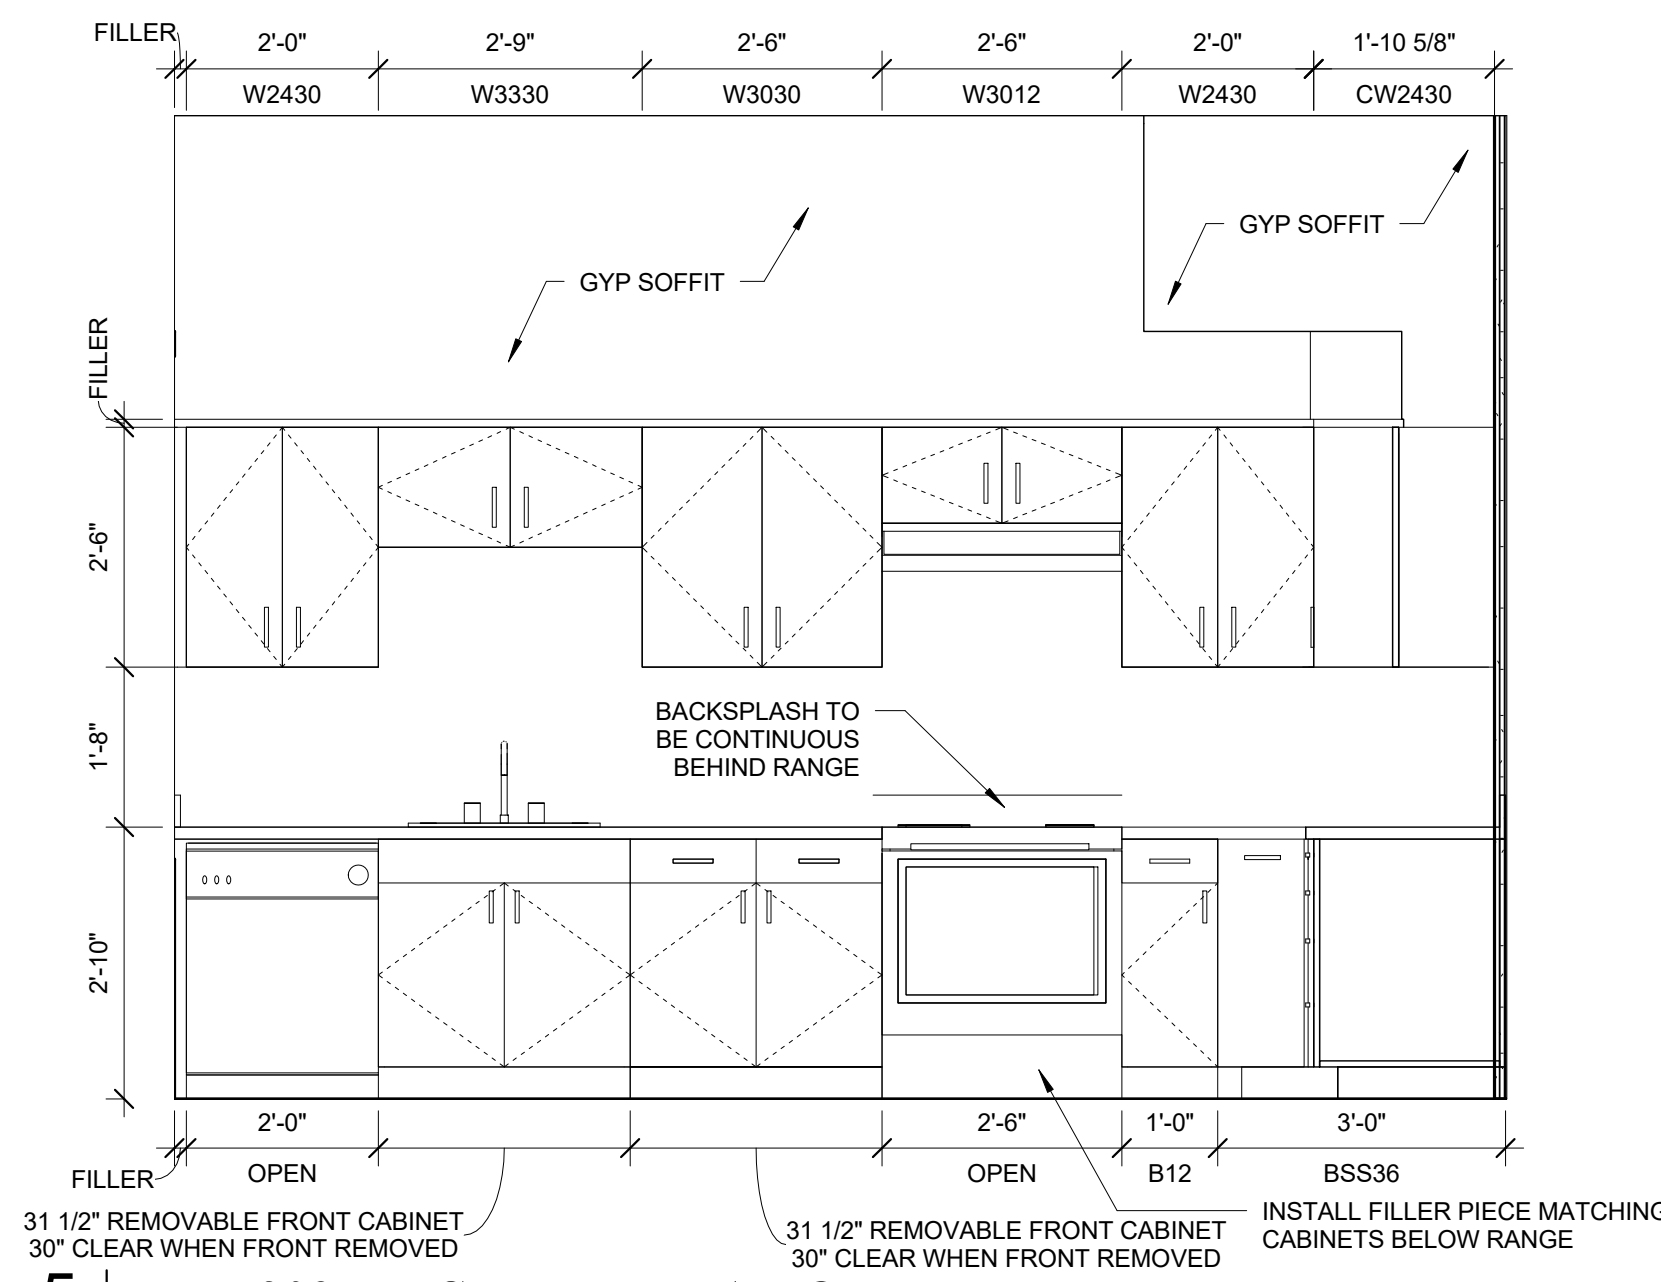 FILLER
2'-0" 2'-9" 2'-6" 2'-6" 2'-0" 1'-10 5/8"
W2430 W3330 W3030 W3012 W2430 CW2430
GYP SOFFIT
GYP SOFFIT
FILLER
2'-6"
1'-8"
2'-10"
BACKSPLASH TO
BE CONTINUOUS
BEHIND RANGE
2'-0" 2'-6" 1'-0" 3'-0"
FILLER OPEN OPEN B12 BSS36
31 1/2" REMOVABLE FRONT CABINET
30" CLEAR WHEN FRONT REMOVED
31 1/2" REMOVABLE FRONT CABINET
30" CLEAR WHEN FRONT REMOVED
INSTALL FILLER PIECE MATCHING
CABINETS BELOW RANGE